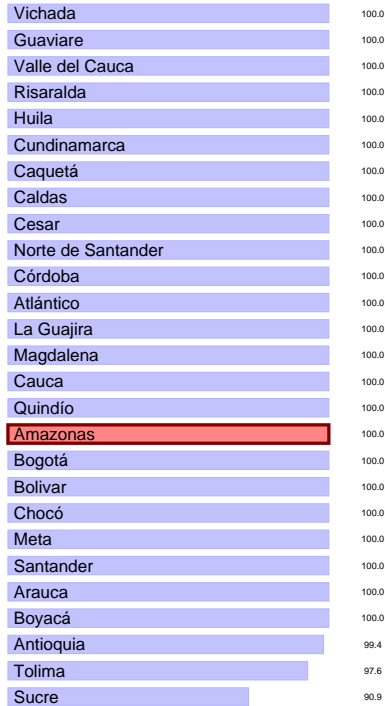 Vichada 100.0
Guaviare 100.0
Valle del Cauca 100.0
Risaralda 100.0
Huila 100.0
Cundinamarca 100.0
Caquetá 100.0
Caldas 100.0
Cesar 100.0
Norte de Santander 100.0
Córdoba 100.0
Atlántico 100.0
La Guajira 100.0
Magdalena 100.0
Cauca 100.0
Quindío 100.0
Amazonas 100.0
Bogotá 100.0
Bolivar 100.0
Chocó 100.0
Meta 100.0
Santander 100.0
Arauca 100.0
Boyacá 100.0
Antioquia 99.4
Tolima 97.6
Sucre 90.9